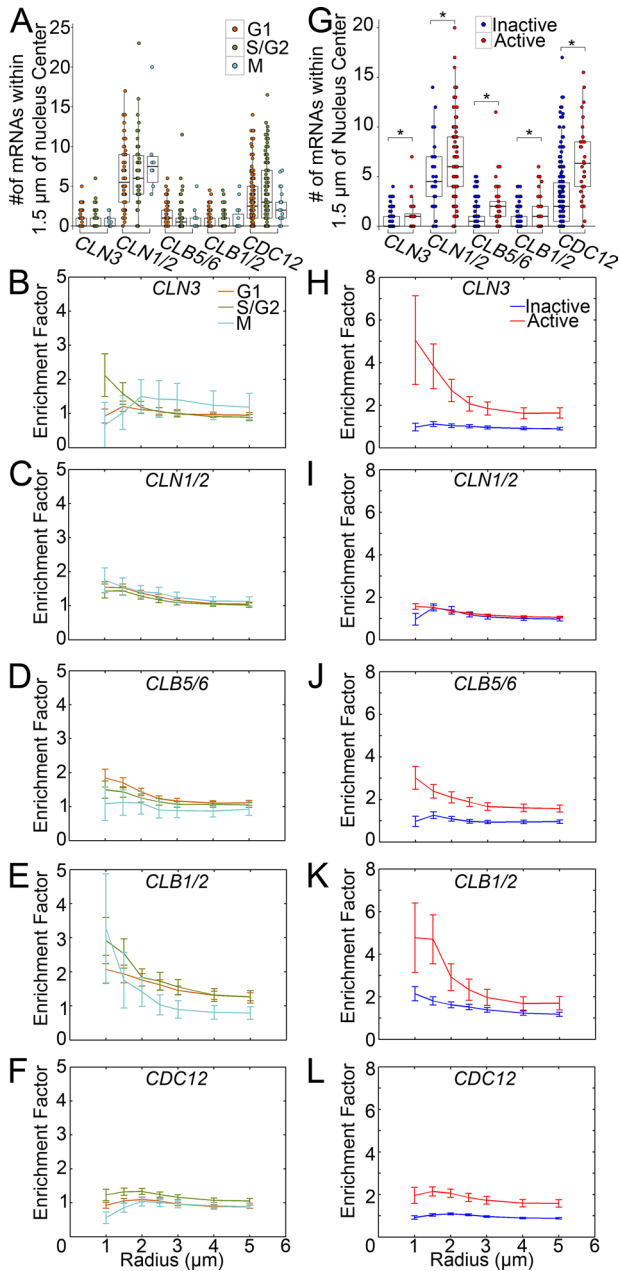 A
#of mRNAs within
1.5 µm of nucleus Center
25
20
15
10
5
0
G1
S/G2
M
CLN3
CLN1/2
CLB5/6
CLB1/2
CDC12
G
# of mRNAs within
1.5 µm of Nucleus Center
20
15
10
5
0
Inactive
Active
*
*
*
*
*
CLN3
CLN1/2
CLB5/6
CLB1/2
CDC12
B
CLN3
G1
S/G2
M
Enrichment Factor
5
4
3
2
1
0
H
CLN3
Inactive
Active
Enrichment Factor
8
6
4
2
0
C
CLN1/2
Enrichment Factor
5
4
3
2
1
0
I
CLN1/2
Enrichment Factor
8
6
4
2
0
D
CLB5/6
Enrichment Factor
5
4
3
2
1
0
J
CLB5/6
Enrichment Factor
8
6
4
2
0
E
CLB1/2
Enrichment Factor
5
4
3
2
1
0
K
CLB1/2
Enrichment Factor
8
6
4
2
0
F
CDC12
Enrichment Factor
5
4
3
2
1
0
1 2 3 4 5 6
Radius (µm)
L
CDC12
Enrichment Factor
8
6
4
2
0
1 2 3 4 5 6
Radius (µm)